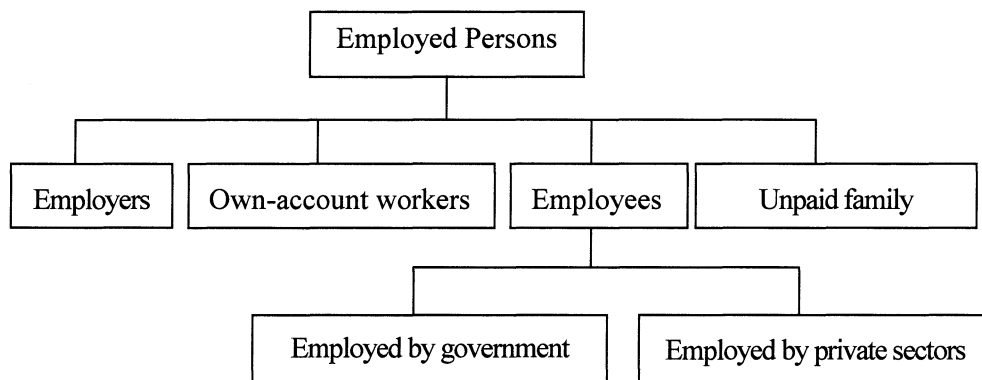 Employed Persons
Employers
Own-account workers
Employees
Unpaid family
Employed by government
Employed by private sectors